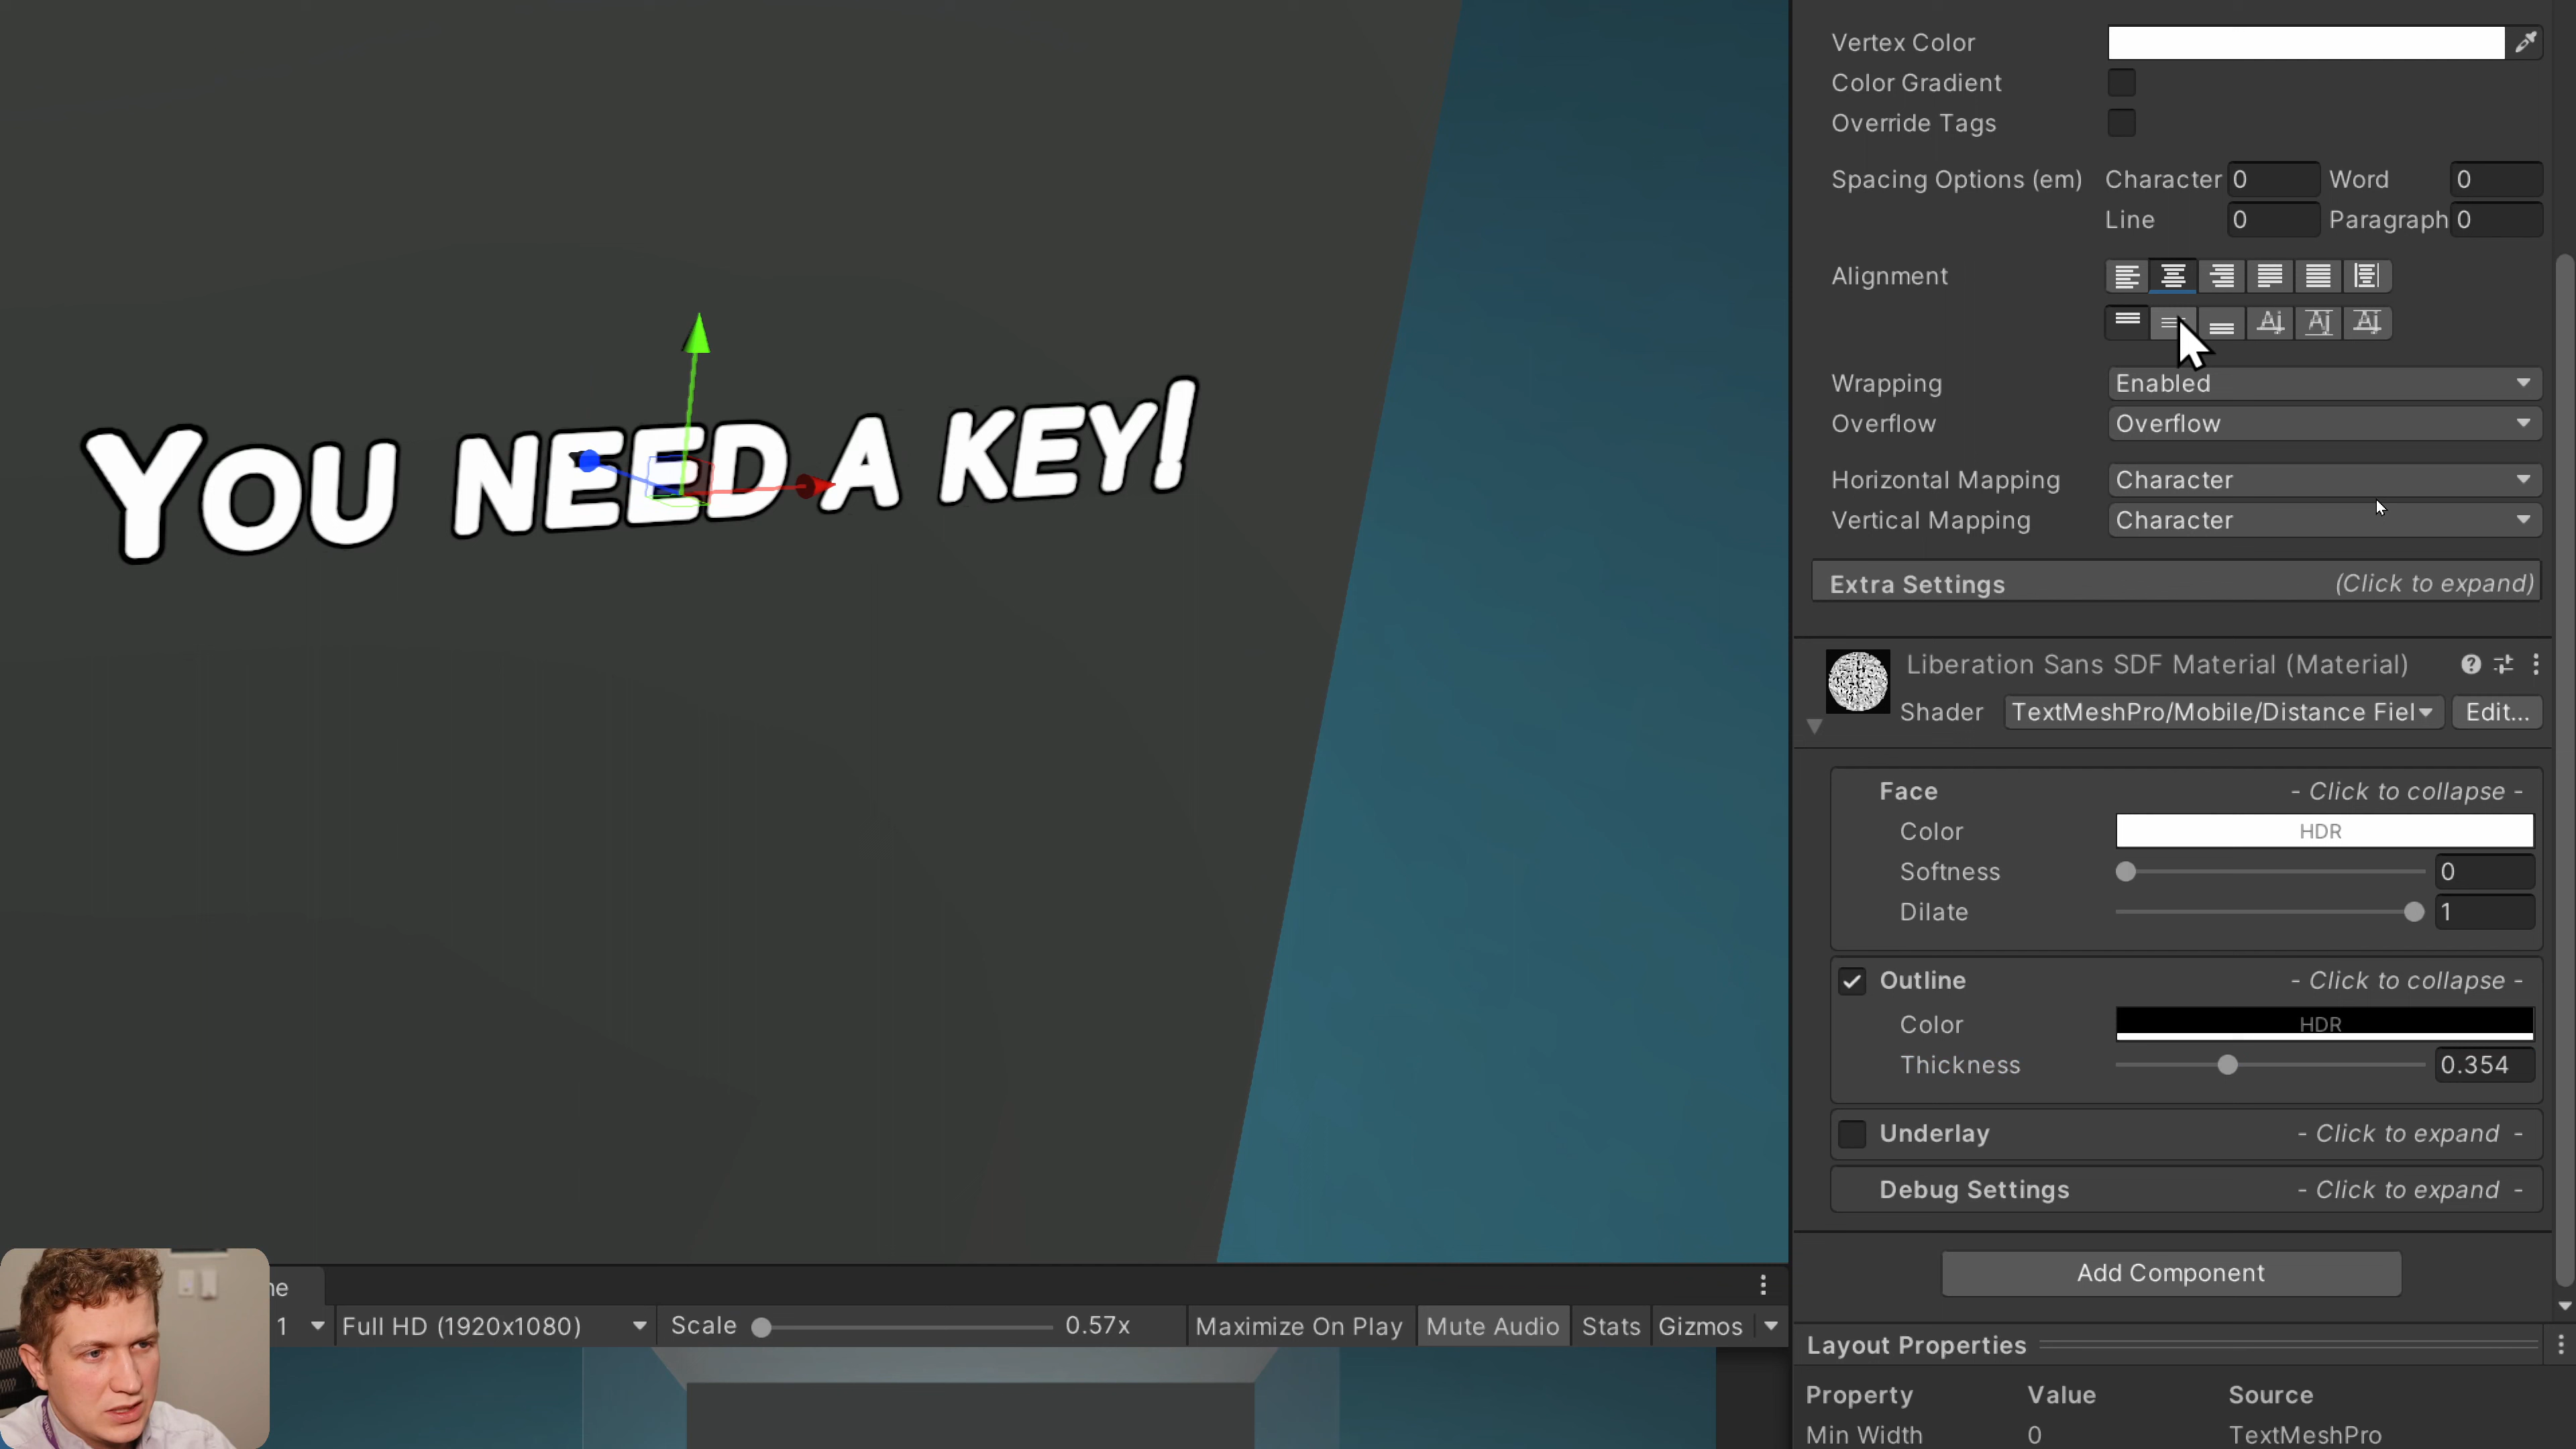 Vertex Color
Color Gradient
Override Tags
Spacing Options (em) Character 0 Word 0
Line 0 Paragraph 0
Alignment
Wrapping Enabled
Overflow Overflow
Horizontal Mapping Character
Vertical Mapping Character
Extra Settings (Click to expand)
Liberation Sans SDF Material (Material)
Shader TextMeshPro/Mobile/Distance Fiel Edit...
Face - Click to collapse -
Color HDR
Softness 0
Dilate 1
Outline - Click to collapse -
Color HDR
Thickness 0.354
Underlay - Click to expand -
Debug Settings - Click to expand -
Add Component
Layout Properties
Property Value Source
Min Width 0 TextMeshPro
YOU NEED A KEY!
ne
1 Full HD (1920x1080) Scale 0.57x Maximize On Play Mute Audio Stats Gizmos